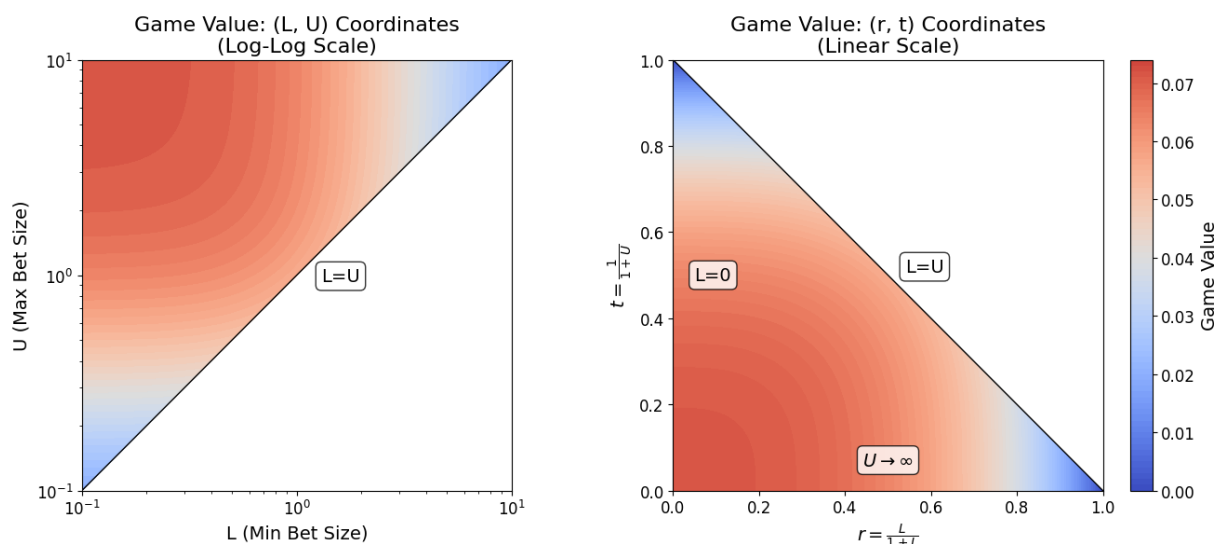 Game Value: (L, U) Coordinates
(Log-Log Scale)
10¹
10⁰
10⁻¹
U (Max Bet Size)
L=U
10⁻¹
10⁰
10¹
L (Min Bet Size)
Game Value: (r, t) Coordinates
(Linear Scale)
1.0
0.8
0.6
0.4
0.2
0.0
t = 1/(1 + U)
L=0
L=U
U → ∞
0.0
0.2
0.4
0.6
0.8
1.0
r = L/(1+L)
0.07
0.06
0.05
0.04
0.03
0.02
0.01
0.00
Game Value